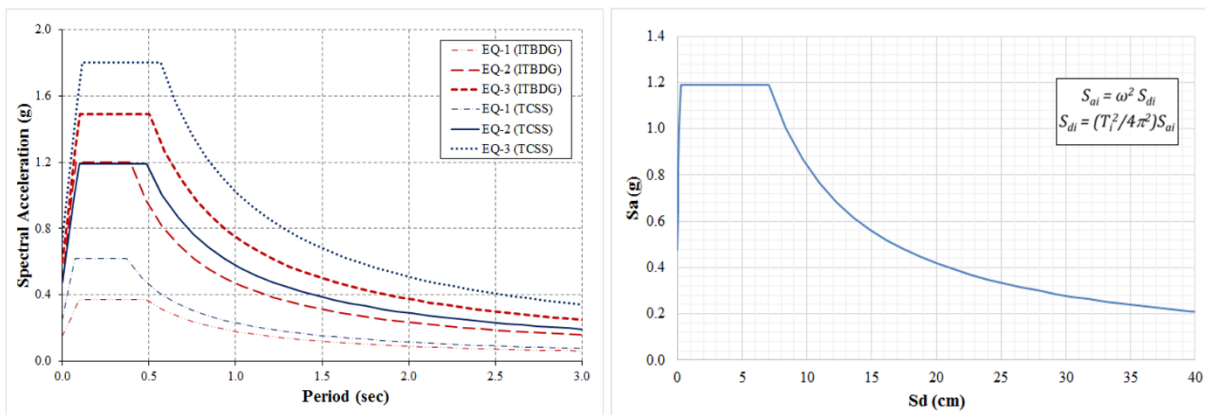 2.0
1.6
1.2
0.8
0.4
0.0
Spectral Acceleration (g)
EQ-1 (ITBDG)
EQ-2 (ITBDG)
EQ-3 (ITBDG)
EQ-1 (TCSS)
EQ-2 (TCSS)
EQ-3 (TCSS)
0.0 0.5 1.0 1.5 2.0 2.5 3.0
Period (sec)
1.4
1.2
1.0
0.8
0.6
0.4
0.2
0.0
Sa (g)
Sai = ω² Sdi
Sdi = (Ti²/4π²)Sai
0 5 10 15 20 25 30 35 40
Sd (cm)